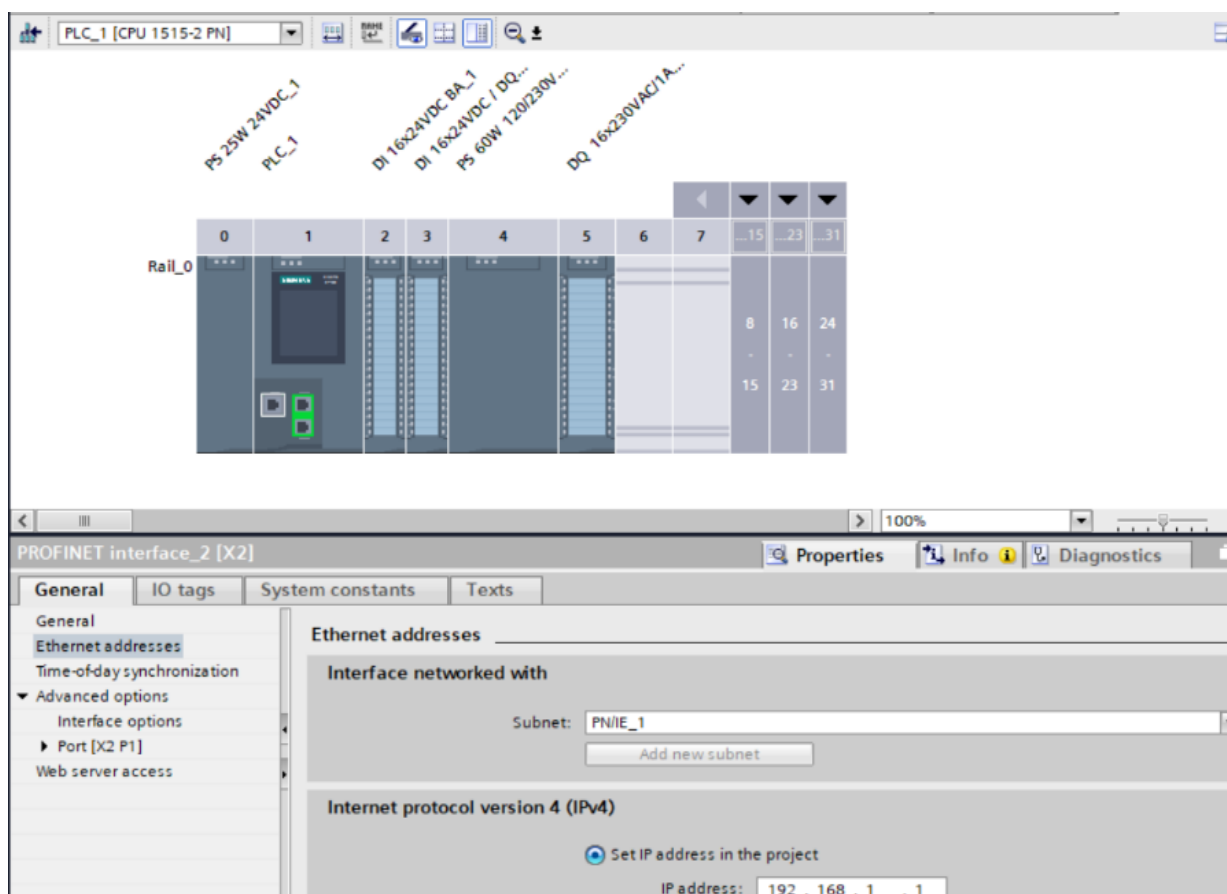 PLC_1 [CPU 1515-2 PN]
PS 25W 24VDC_1
PLC_1
DI 16x24VDC BA_1
DI 16x24VDC / DQ...
PS 60W 120/230V...
DQ 16x230VAC/1A...
0 1 2 3 4 5 6 7 ...15 ...23 ...31
Rail_0
SIEMENS
8 16 24
- - -
15 23 31
100%
PROFINET interface_2 [X2]
Properties Info Diagnostics
General IO tags System constants Texts
General
Ethernet addresses
Time-of-day synchronization
Advanced options
Interface options
Port [X2 P1]
Web server access
Ethernet addresses
Interface networked with
Subnet: PN/IE_1
Add new subnet
Internet protocol version 4 (IPv4)
Set IP address in the project
IP address: 192 . 168 . 1 . 1